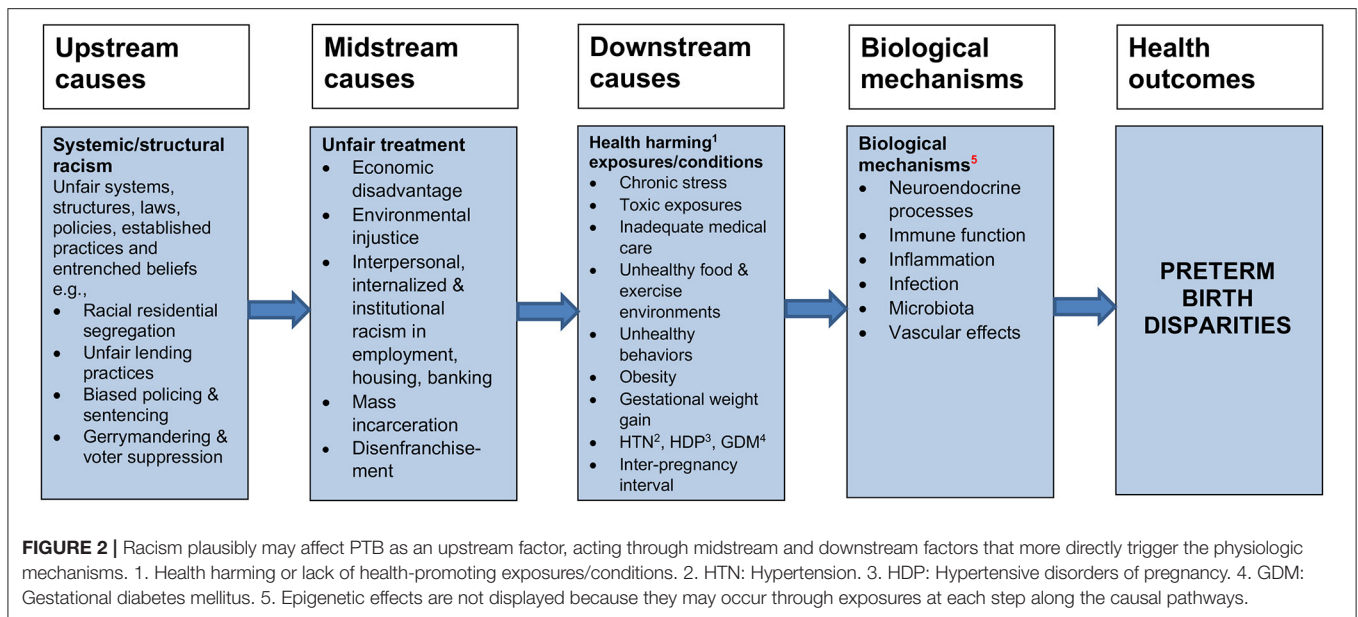 Upstream
causes
Midstream
causes
Downstream
causes
Biological
mechanisms
Health
outcomes
Systemic/structural
racism
Unfair systems,
structures, laws,
policies, established
practices and
entrenched beliefs
e.g.,
• Racial residential
segregation
• Unfair lending
practices
• Biased policing &
sentencing
• Gerrymandering &
voter suppression
Unfair treatment
• Economic
disadvantage
• Environmental
injustice
• Interpersonal,
internalized &
institutional
racism in
employment,
housing, banking
• Mass
incarceration
• Disenfranchise-
ment
Health harming¹
exposures/conditions
• Chronic stress
• Toxic exposures
• Inadequate medical
care
• Unhealthy food &
exercise
environments
• Unhealthy
behaviors
• Obesity
• Gestational weight
gain
• HTN², HDP³, GDM⁴
• Inter-pregnancy
interval
Biological
mechanisms⁵
• Neuroendocrine
processes
• Immune function
• Inflammation
• Infection
• Microbiota
• Vascular effects
PRETERM
BIRTH
DISPARITIES
FIGURE 2 | Racism plausibly may affect PTB as an upstream factor, acting through midstream and downstream factors that more directly trigger the physiologic
mechanisms. 1. Health harming or lack of health-promoting exposures/conditions. 2. HTN: Hypertension. 3. HDP: Hypertensive disorders of pregnancy. 4. GDM:
Gestational diabetes mellitus. 5. Epigenetic effects are not displayed because they may occur through exposures at each step along the causal pathways.